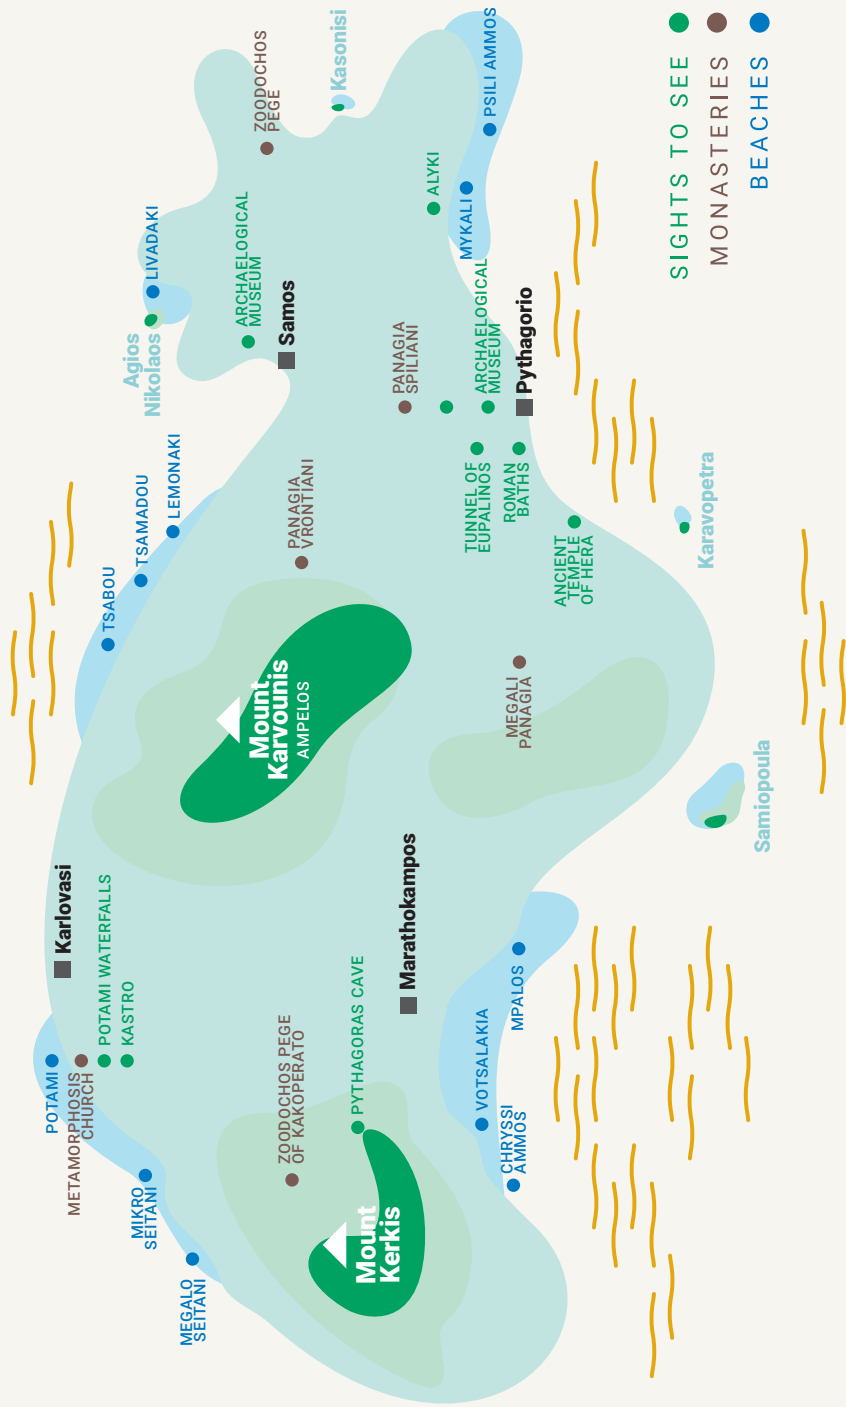 MEGALO
SEITANI
MIKRO
SEITANI
POTAMI
METAMORPHOSIS
CHURCH
POTAMI WATERFALLS
KASTRO
Karlovasi
TSABOU
TSAMADOU
LEMONAKI
Agios
Nikolaos
LIVADAKI
ARCHAELOGICAL
MUSEUM
Samos
ZOODOCHOS
PEGE
Kasonisi
Mount
Kerkis
ZOODOCHOS PEGE
OF KAKOPERATO
PYTHAGORAS CAVE
Marathokampos
Mount
Karvounis
AMPELOS
PANAGIA
VRONTIANI
PANAGIA
SPILIANI
ALYKI
MYKALI
PSILI AMMOS
ARCHAELOGICAL
MUSEUM
Pythagorio
TUNNEL OF
EUPALINOS
ROMAN
BATHS
ANCIENT
TEMPLE
OF HERA
MEGALI
PANAGIA
CHRYSSI
AMMOS
VOTSALAKIA
MPALOS
Samiopoula
Karavopetra
SIGHTS TO SEE
MONASTERIES
BEACHES